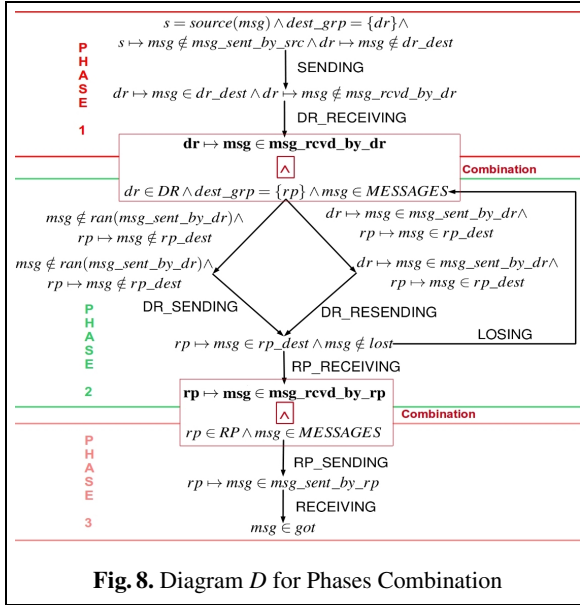 s = source(msg) ∧ dest_grp = {dr}∧
s ↦ msg ∉ msg_sent_by_src ∧ dr ↦ msg ∉ dr_dest
SENDING
dr ↦ msg ∈ dr_dest ∧ dr ↦ msg ∉ msg_rcvd_by_dr
DR_RECEIVING
PHASE 1
dr ↦ msg ∈ msg_rcvd_by_dr
∧
Combination
dr ∈ DR ∧ dest_grp = {rp} ∧ msg ∈ MESSAGES
msg ∉ ran(msg_sent_by_dr)∧
rp ↦ msg ∉ rp_dest
dr ↦ msg ∈ msg_sent_by_dr∧
rp ↦ msg ∈ rp_dest
msg ∉ ran(msg_sent_by_dr)∧
rp ↦ msg ∉ rp_dest
dr ↦ msg ∈ msg_sent_by_dr∧
rp ↦ msg ∈ rp_dest
DR_SENDING
DR_RESENDING
PHASE 2
rp ↦ msg ∈ rp_dest ∧ msg ∉ lost
LOSING
RP_RECEIVING
rp ↦ msg ∈ msg_rcvd_by_rp
∧
Combination
rp ∈ RP ∧ msg ∈ MESSAGES
PHASE 3
RP_SENDING
rp ↦ msg ∈ msg_sent_by_rp
RECEIVING
msg ∈ got
Fig. 8. Diagram D for Phases Combination